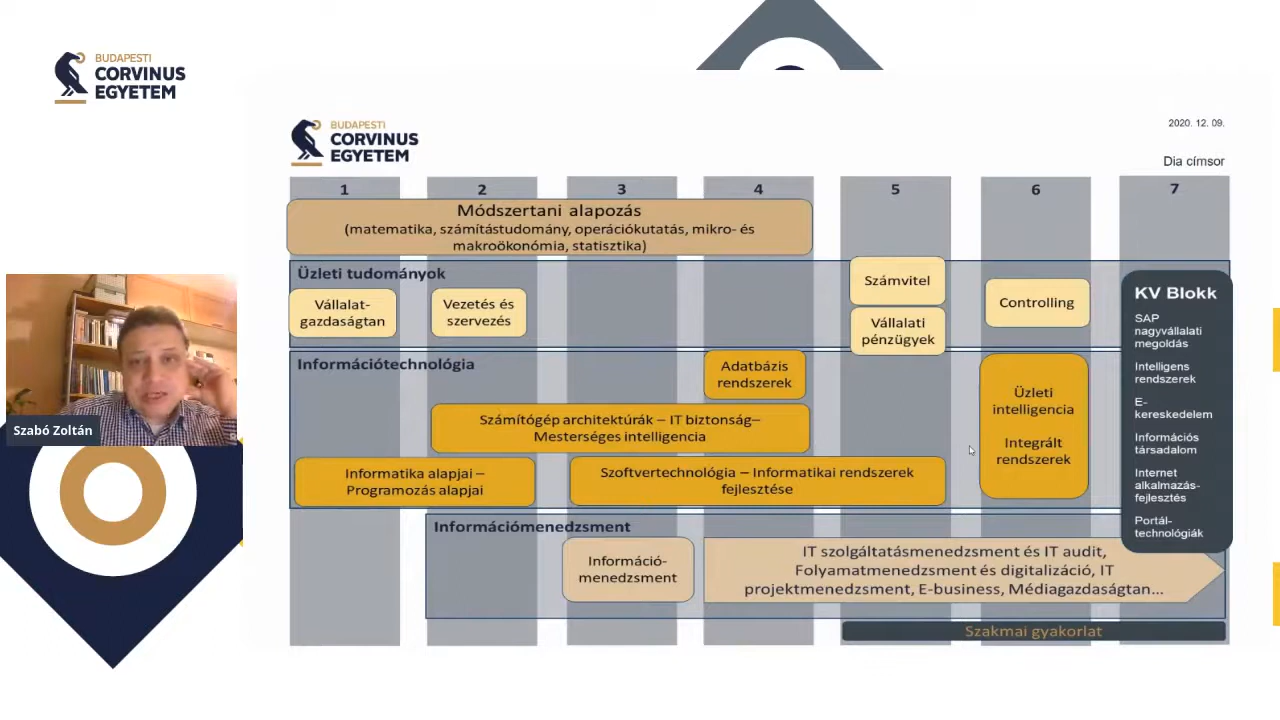 BUDAPESTI
CORVINUS
EGYETEM
BUDAPESTI
CORVINUS
EGYETEM
2020. 12. 09.
Dia címsor
1
2
3
4
5
6
7
Módszertani alapozás
(matematika, számítástudomány, operációkutatás, mikro- és
makroökonómia, statisztika)
Üzleti tudományok
Vállalat-
gazdaságtan
Vezetés és
szervezés
Számvitel
Vállalati
pénzügyek
Controlling
Információtechnológia
Adatbázis
rendszerek
Számítógép architektúrák – IT biztonság–
Mesterséges intelligencia
Informatika alapjai –
Programozás alapjai
Szoftvertechnológia – Informatikai rendszerek
fejlesztése
Üzleti
intelligencia
Integrált
rendszerek
KV Blokk
SAP
nagyvállalati
megoldás
Intelligens
rendszerek
E-
kereskedelem
Információs
társadalom
Internet
alkalmazás-
fejlesztés
Portál-
technológiák
Információmenedzsment
Információ-
menedzsment
IT szolgáltatásmenedzsment és IT audit,
Folyamatmenedzsment és digitalizáció, IT
projektmenedzsment, E-business, Médiagazdaságtan...
Szakmai gyakorlat
Szabó Zoltán